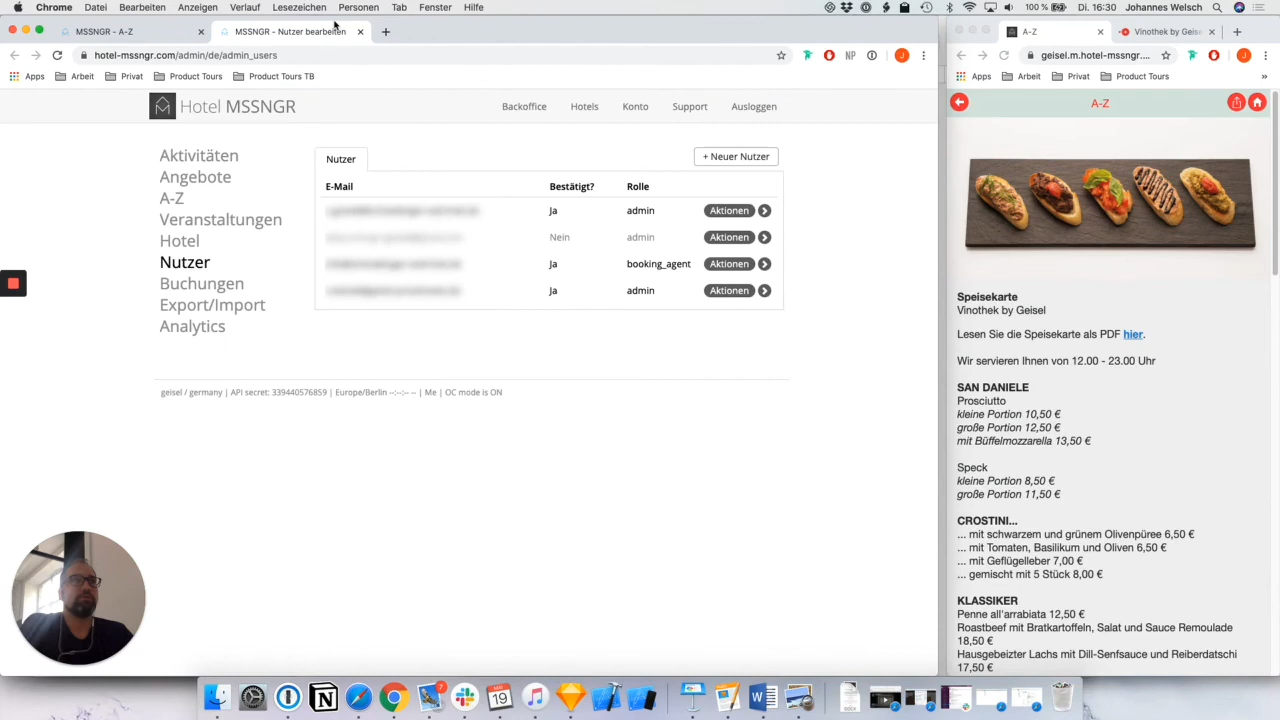 Chrome Datei Bearbeiten Anzeigen Verlauf Lesezeichen Personen Tab Fenster Hilfe 100 % Di. 16:30 Johannes Welsch
MSSNGR - A-Z MSSNGR - Nutzer bearbeiten
hotel-mssngr.com/admin/de/admin_users NP J
Apps Arbeit Privat Product Tours Product Tours TB
Hotel MSSNGR Backoffice Hotels Konto Support Ausloggen
Aktivitäten
Angebote
A-Z
Veranstaltungen
Hotel
Nutzer
Buchungen
Export/Import
Analytics
Nutzer + Neuer Nutzer
E-Mail Bestätigt? Rolle
Ja admin Aktionen
Nein admin Aktionen
Ja booking_agent Aktionen
Ja admin Aktionen
geisel / germany | API secret: 339440576859 | Europe/Berlin --:--:-- -- | Me | OC mode is ON
A-Z Vinothek by Geise
geisel.m.hotel-mssngr.... J
Apps Arbeit Privat Product Tours »
A-Z
Speisekarte
Vinothek by Geisel
Lesen Sie die Speisekarte als PDF hier.
Wir servieren Ihnen von 12.00 - 23.00 Uhr
SAN DANIELE
Prosciutto
kleine Portion 10,50 €
große Portion 12,50 €
mit Büffelmozzarella 13,50 €
Speck
kleine Portion 8,50 €
große Portion 11,50 €
CROSTINI...
... mit schwarzem und grünem Olivenpüree 6,50 €
... mit Tomaten, Basilikum und Oliven 6,50 €
... mit Geflügelleber 7,00 €
... gemischt mit 5 Stück 8,00 €
KLASSIKER
Penne all'arrabiata 12,50 €
Roastbeef mit Bratkartoffeln, Salat und Sauce Remoulade
18,50 €
Hausgebeizter Lachs mit Dill-Senfsauce und Reiberdatschi
17,50 €
19